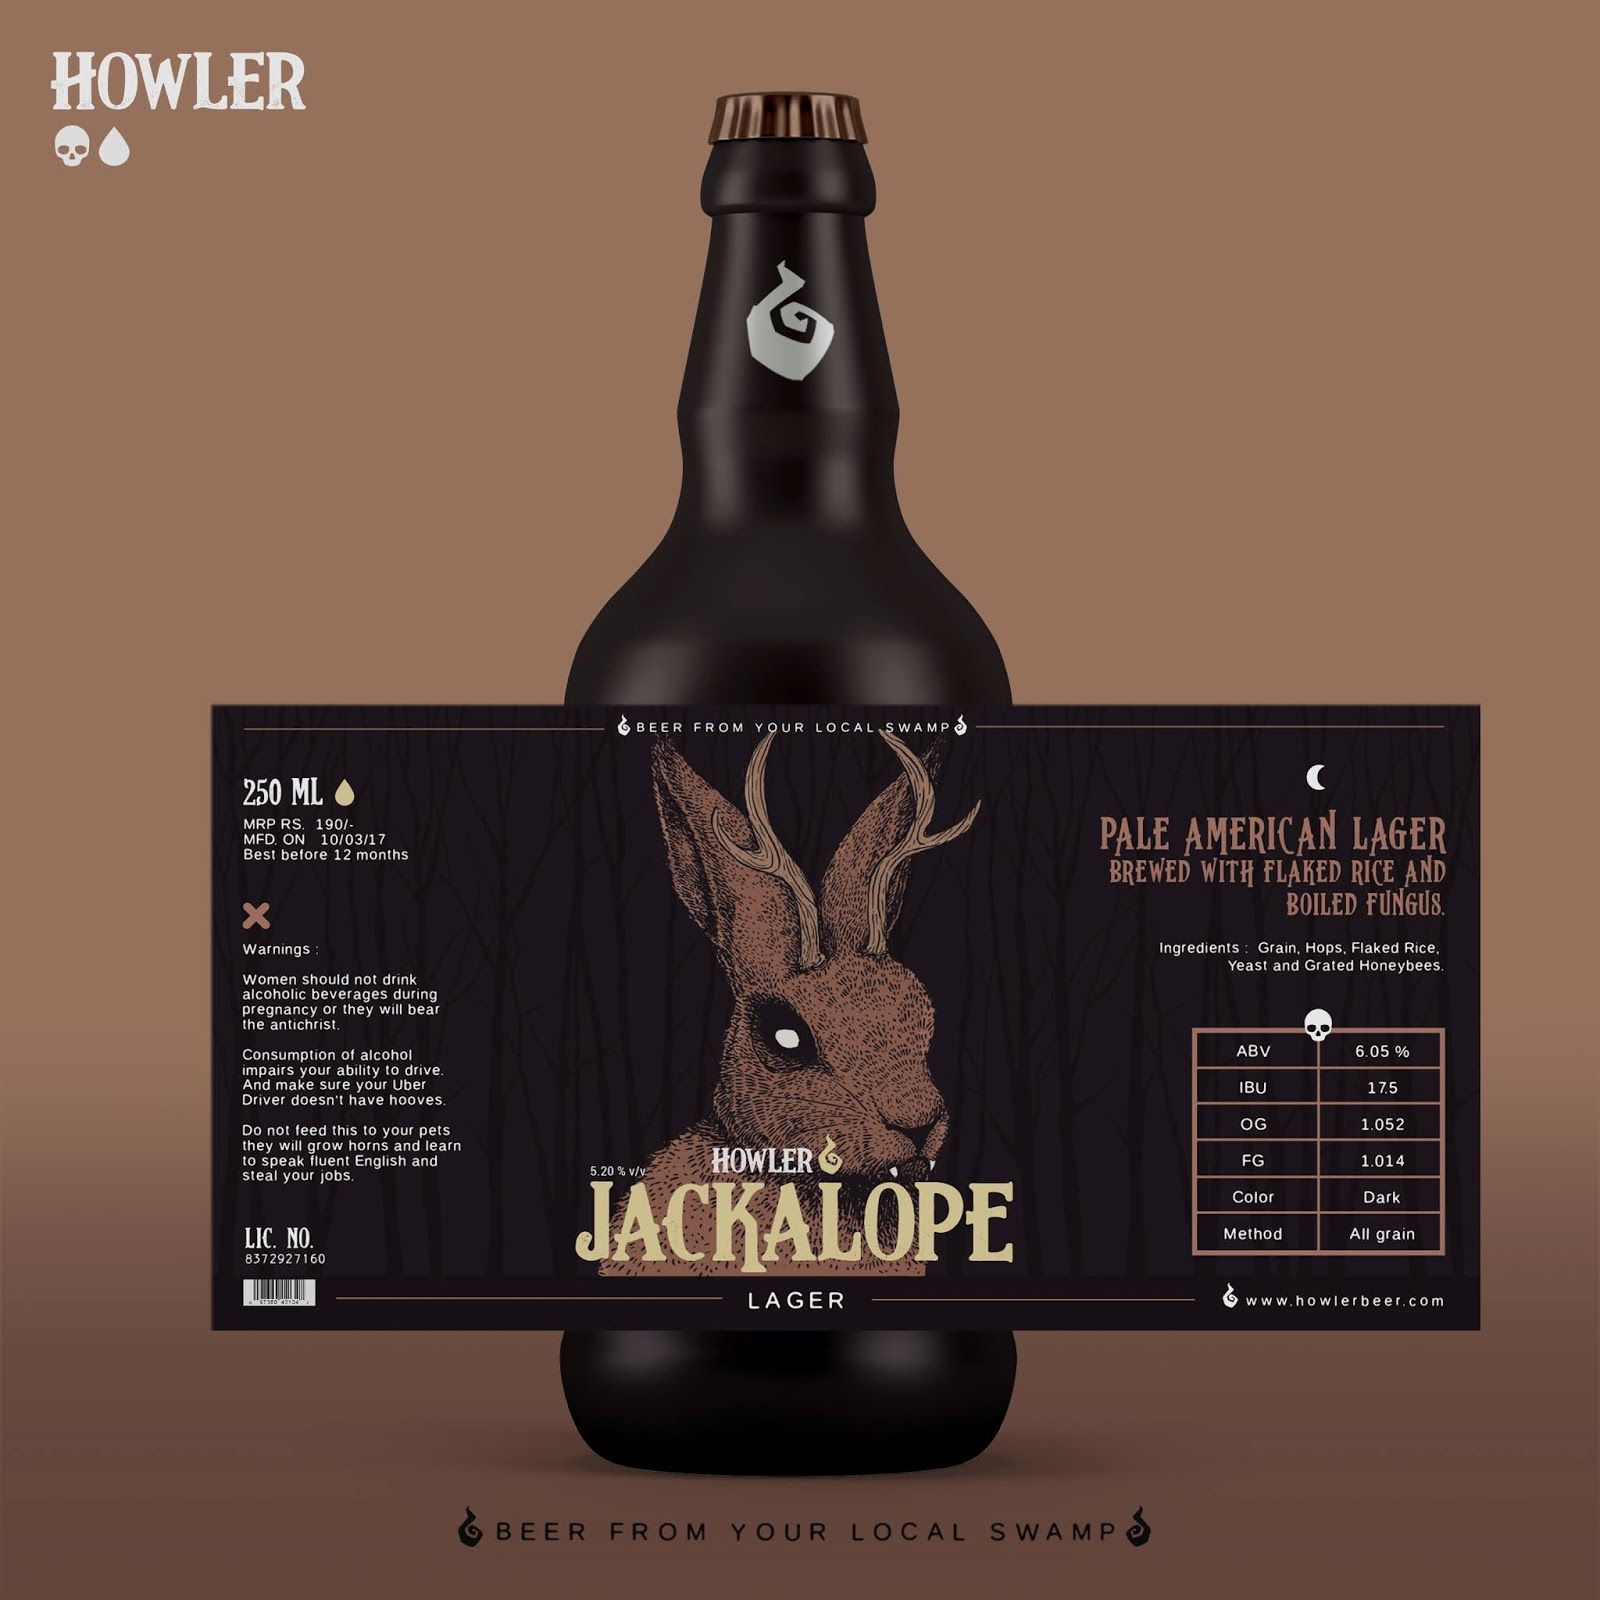 HOWLER
BEER FROM YOUR LOCAL SWAMP
250 ML
MRP RS. 190/-
MFD. ON 10/03/17
Best before 12 months
Warnings :
Women should not drink
alcoholic beverages during
pregnancy or they will bear
the antichrist.
Consumption of alcohol
impairs your ability to drive.
And make sure your Uber
Driver doesn't have hooves.
Do not feed this to your pets
they will grow horns and learn
to speak fluent English and
steal your jobs.
LIC. NO.
8372927160
5.20 % v/v
HOWLER
JACKALOPE
LAGER
PALE AMERICAN LAGER
BREWED WITH FLAKED RICE AND
BOILED FUNGUS.
Ingredients : Grain, Hops, Flaked Rice,
Yeast and Grated Honeybees.
ABV 6.05 %
IBU 17.5
OG 1.052
FG 1.014
Color Dark
Method All grain
www.howlerbeer.com
BEER FROM YOUR LOCAL SWAMP